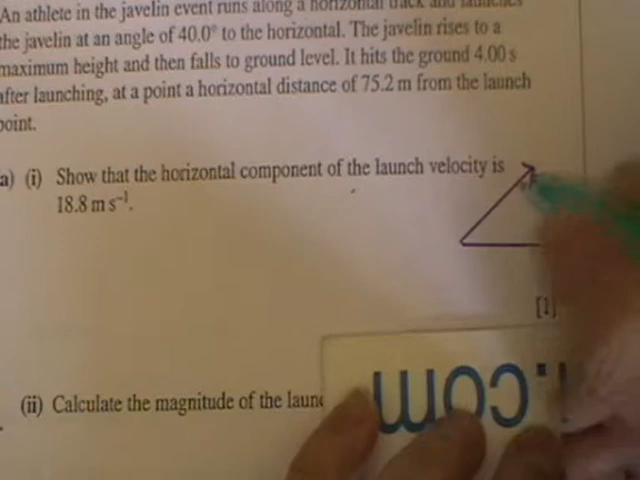 An athlete in the javelin event runs along a horizontal track and launches
the javelin at an angle of 40.0° to the horizontal. The javelin rises to a
maximum height and then falls to ground level. It hits the ground 4.00 s
after launching, at a point a horizontal distance of 75.2 m from the launch
point.
a) (i) Show that the horizontal component of the launch velocity is
18.8 m s⁻¹.
[1]
(ii) Calculate the magnitude of the
.com